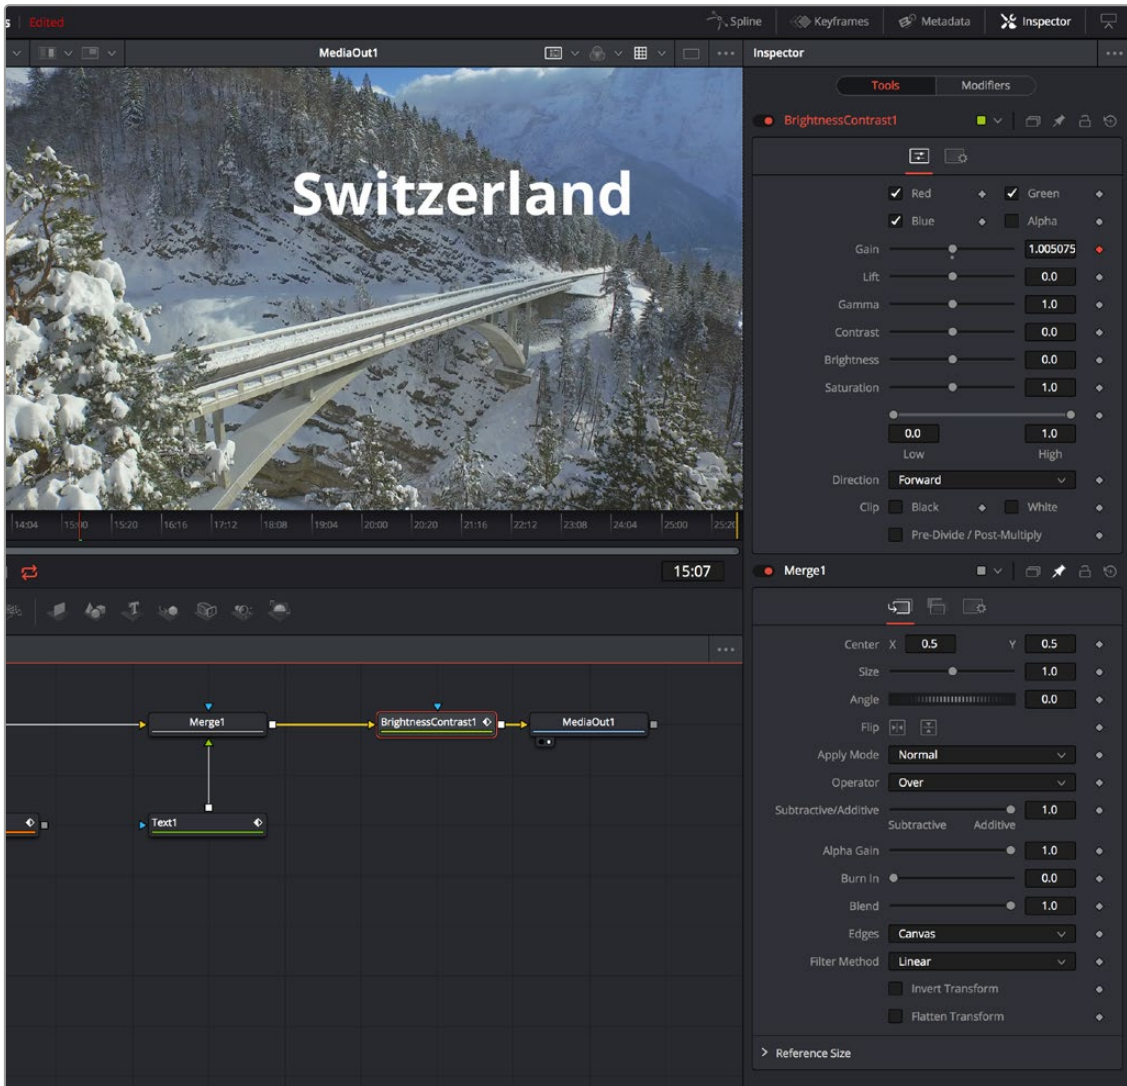 s Edited Spline Keyframes Metadata Inspector
MediaOut1
Inspector
Tools Modifiers
BrightnessContrast1
Switzerland
Red Green
Blue Alpha
Gain 1.005075
Lift 0.0
Gamma 1.0
Contrast 0.0
Brightness 0.0
Saturation 1.0
0.0 1.0
Low High
Direction Forward
Clip Black White
Pre-Divide / Post-Multiply
14:04 15:00 15:20 16:16 17:12 18:08 19:04 20:00 20:20 21:16 22:12 23:08 24:04 25:00 25:20
15:07
Merge1
Center X 0.5 Y 0.5
Size 1.0
Angle 0.0
Flip
Apply Mode Normal
Operator Over
Subtractive/Additive 1.0
Subtractive Additive
Alpha Gain 1.0
Burn In 0.0
Blend 1.0
Edges Canvas
Filter Method Linear
Invert Transform
Flatten Transform
Reference Size
Merge1 BrightnessContrast1 MediaOut1
Text1